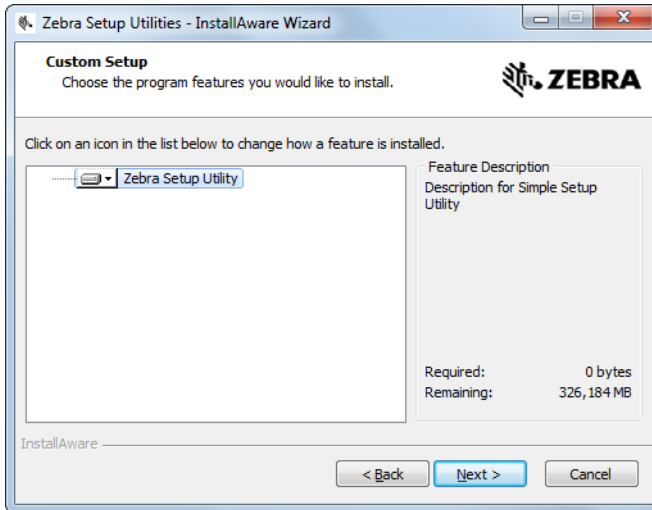 Zebra Setup Utilities - InstallAware Wizard
Custom Setup
Choose the program features you would like to install.
ZEBRA
Click on an icon in the list below to change how a feature is installed.
Zebra Setup Utility
Feature Description
Description for Simple Setup
Utility
Required: 0 bytes
Remaining: 326,184 MB
InstallAware
< Back
Next >
Cancel